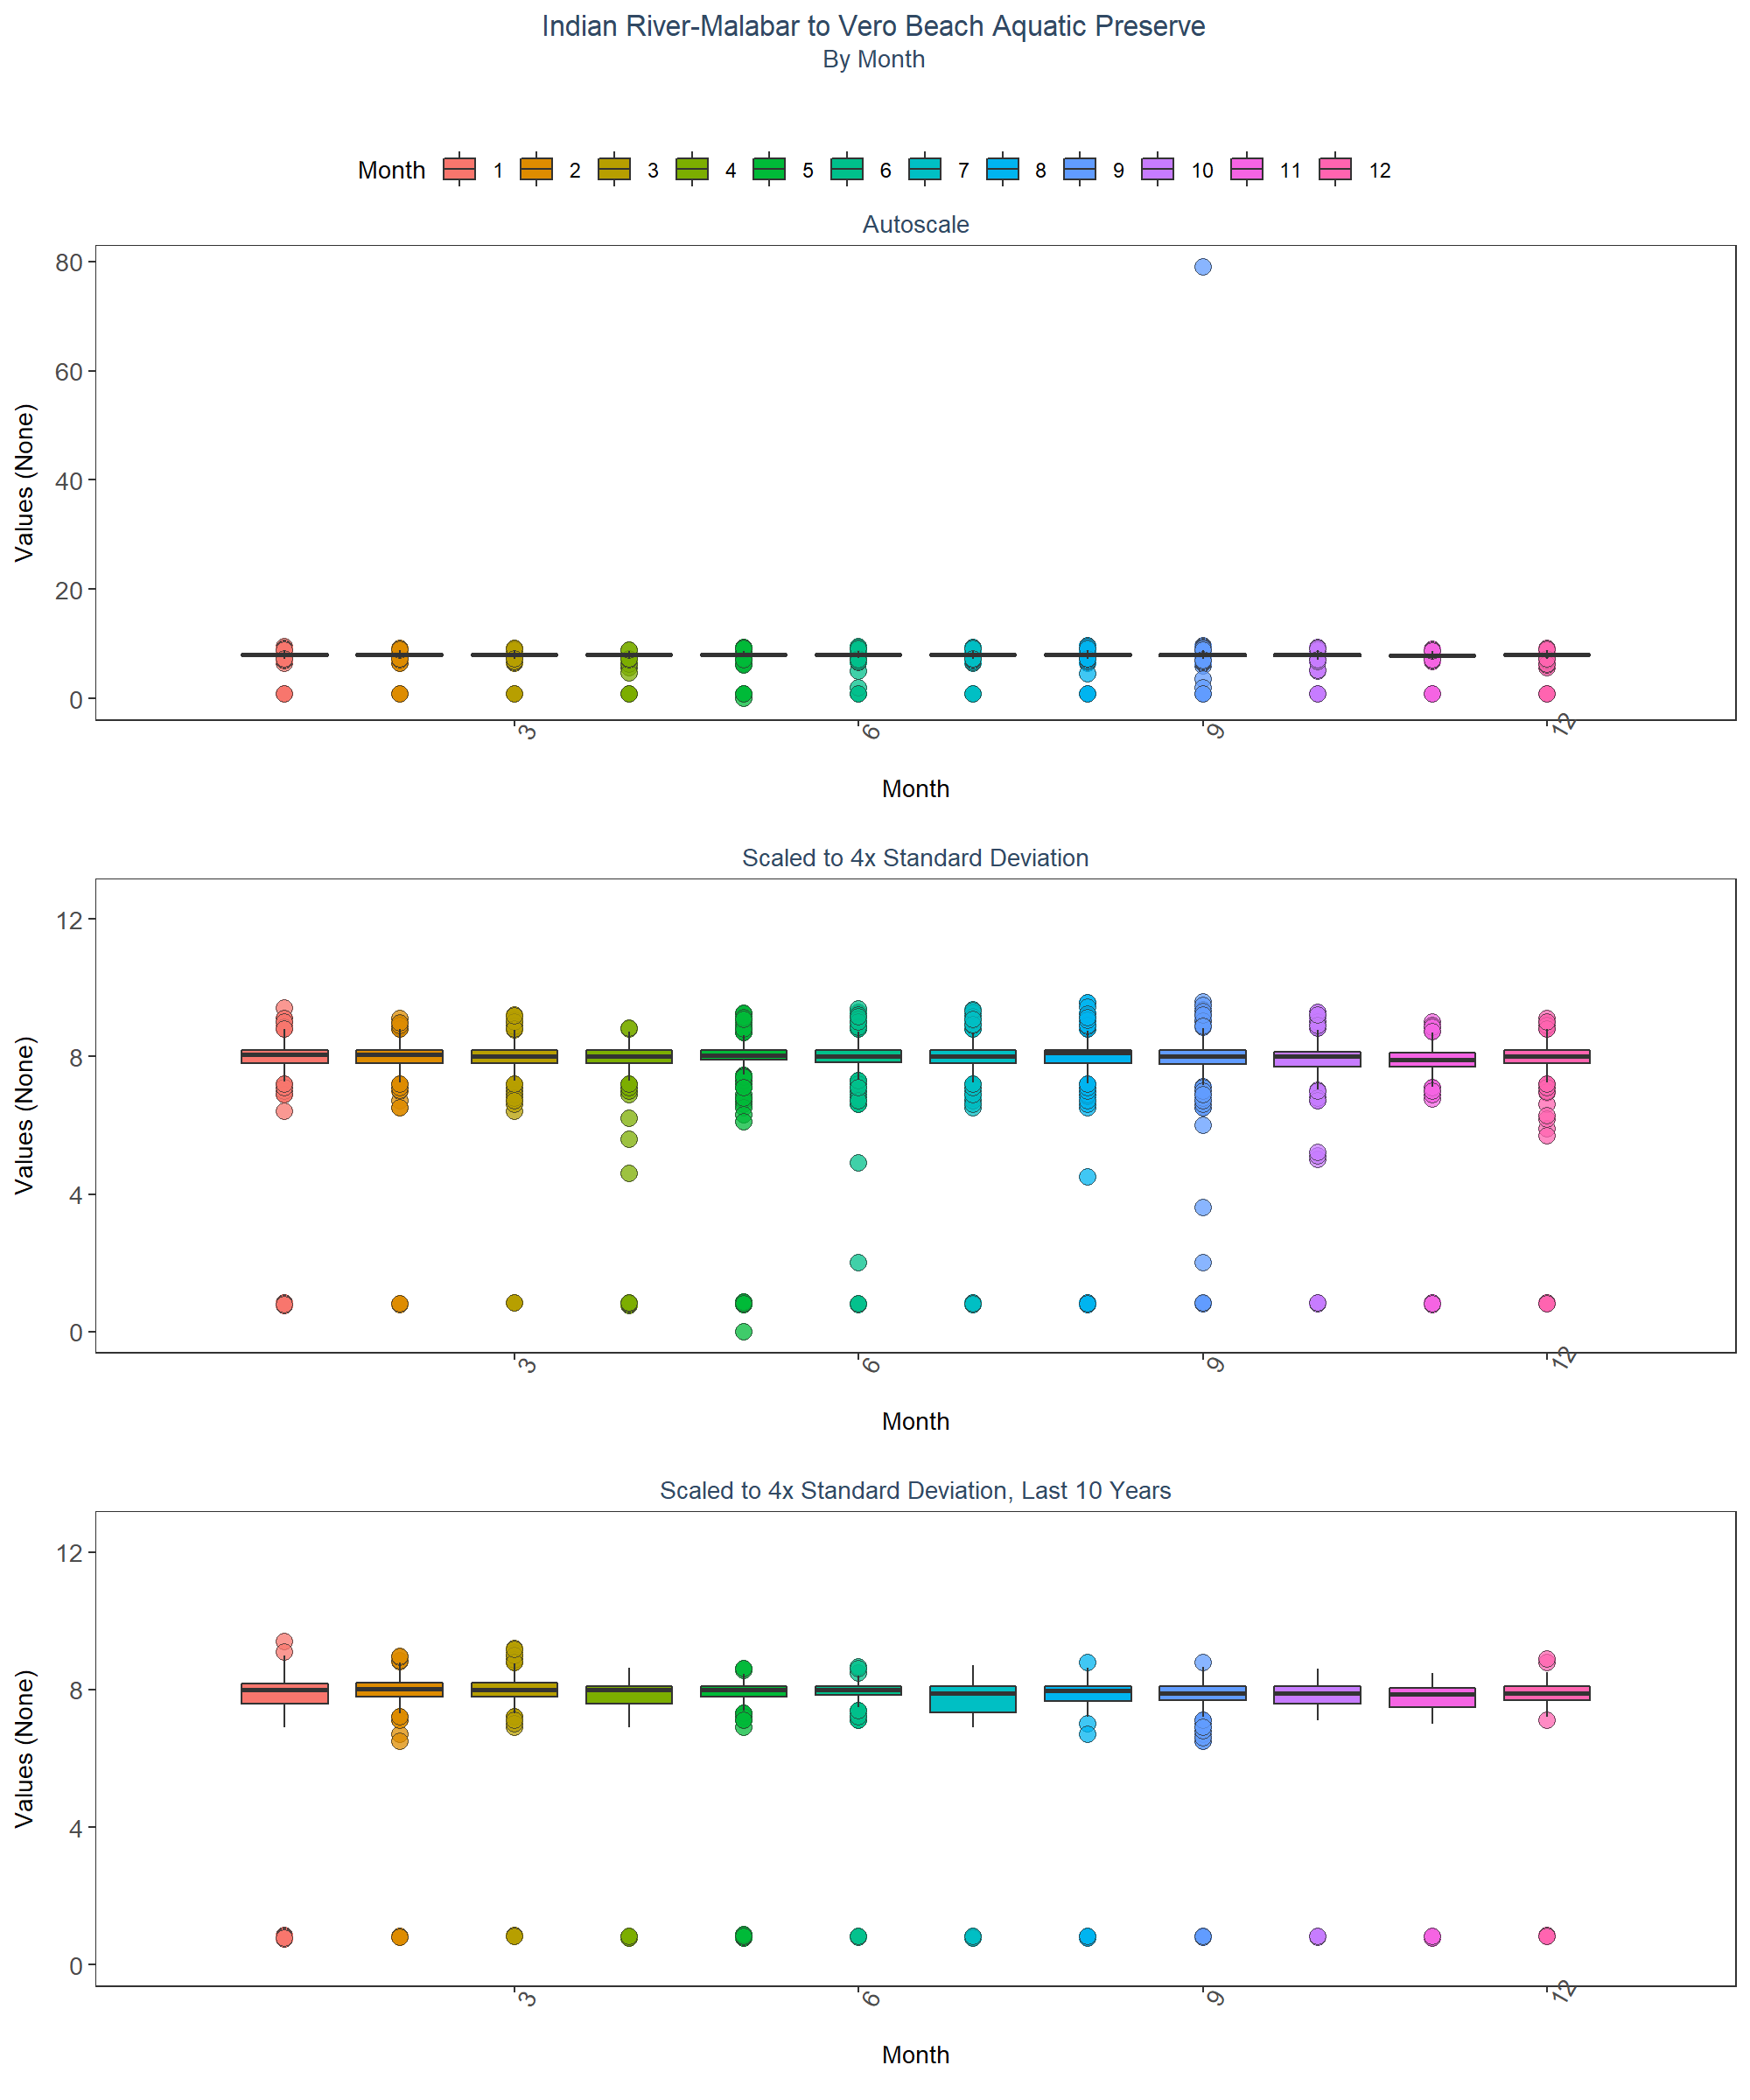 Indian River-Malabar to Vero Beach Aquatic Preserve
By Month
Month 1 2 3 4 5 6 7 8 9 10 11 12
Autoscale
Values (None)
80
60
40
20
0
3 6 9 12
Month
Scaled to 4x Standard Deviation
Values (None)
12
8
4
0
3 6 9 12
Month
Scaled to 4x Standard Deviation, Last 10 Years
Values (None)
12
8
4
0
3 6 9 12
Month